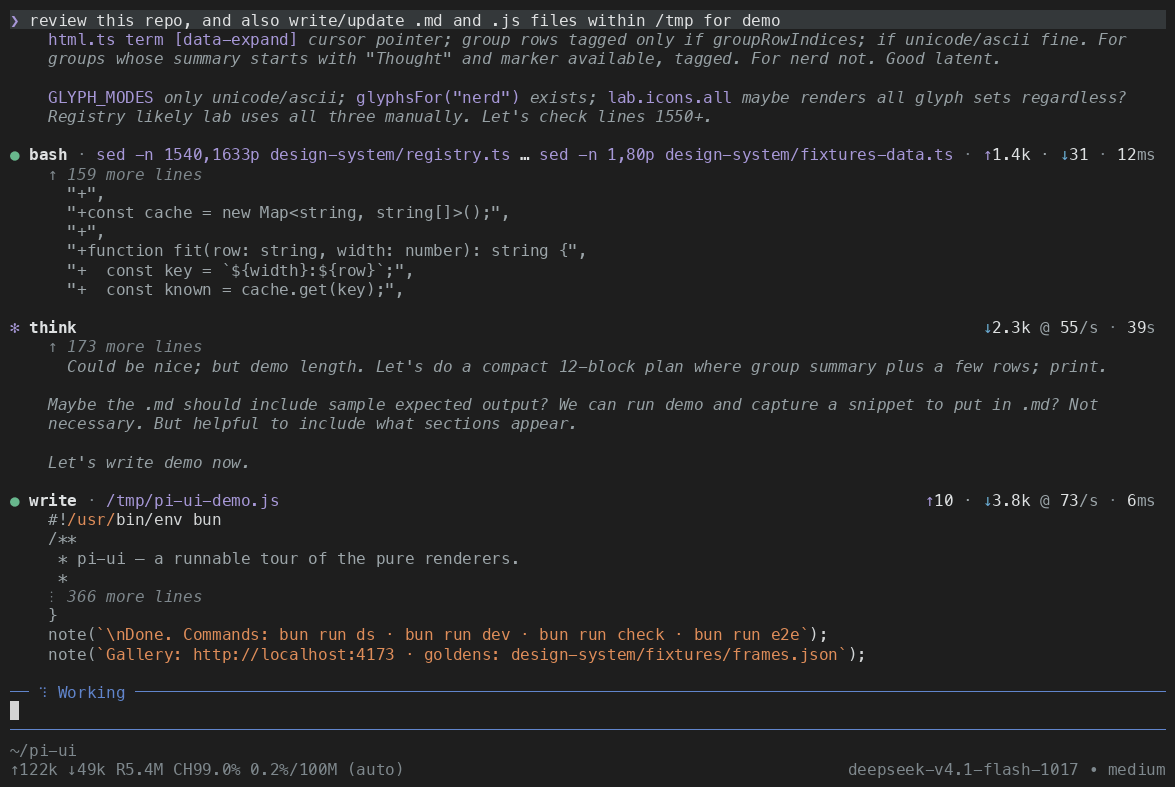 ❯ review this repo, and also write/update .md and .js files within /tmp for demo
html.ts term [data-expand] cursor pointer; group rows tagged only if groupRowIndices; if unicode/ascii fine. For
groups whose summary starts with "Thought" and marker available, tagged. For nerd not. Good latent.
GLYPH_MODES only unicode/ascii; glyphsFor("nerd") exists; lab.icons.all maybe renders all glyph sets regardless?
Registry likely lab uses all three manually. Let's check lines 1550+.
● bash · sed -n 1540,1633p design-system/registry.ts … sed -n 1,80p design-system/fixtures-data.ts · ↑1.4k · ↓31 · 12ms
↑ 159 more lines
"+",
"+const cache = new Map<string, string[]>();",
"+",
"+function fit(row: string, width: number): string {",
"+  const key = `${width}:${row}`;",
"+  const known = cache.get(key);",
✻ think ↓2.3k @ 55/s · 39s
↑ 173 more lines
Could be nice; but demo length. Let's do a compact 12-block plan where group summary plus a few rows; print.
Maybe the .md should include sample expected output? We can run demo and capture a snippet to put in .md? Not
necessary. But helpful to include what sections appear.
Let's write demo now.
● write · /tmp/pi-ui-demo.js ↑10 · ↓3.8k @ 73/s · 6ms
#!/usr/bin/env bun
/**
* pi-ui — a runnable tour of the pure renderers.
*
⋮ 366 more lines
}
note(`\nDone. Commands: bun run ds · bun run dev · bun run check · bun run e2e`);
note(`Gallery: http://localhost:4173 · goldens: design-system/fixtures/frames.json`);
Working
~/pi-ui
↑122k ↓49k R5.4M CH99.0% 0.2%/100M (auto) deepseek-v4.1-flash-1017 • medium